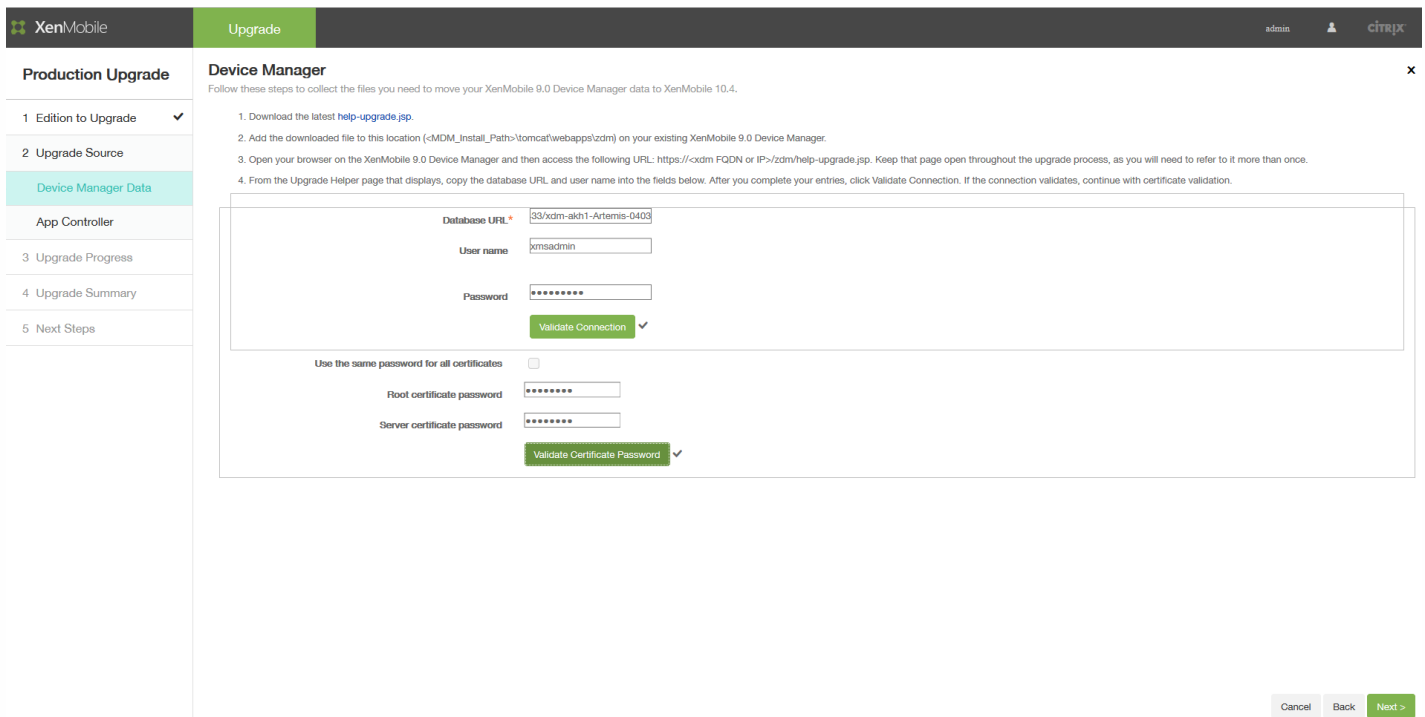 XenMobile
Upgrade
admin
CİTRIX
Production Upgrade
1 Edition to Upgrade
2 Upgrade Source
Device Manager Data
App Controller
3 Upgrade Progress
4 Upgrade Summary
5 Next Steps
Device Manager
x
Follow these steps to collect the files you need to move your XenMobile 9.0 Device Manager data to XenMobile 10.4.
1. Download the latest help-upgrade.jsp.
2. Add the downloaded file to this location (<MDM_Install_Path>\tomcat\webapps\zdm) on your existing XenMobile 9.0 Device Manager.
3. Open your browser on the XenMobile 9.0 Device Manager and then access the following URL: https://<xdm FQDN or IP>/zdm/help-upgrade.jsp. Keep that page open throughout the upgrade process, as you will need to refer to it more than once.
4. From the Upgrade Helper page that displays, copy the database URL and user name into the fields below. After you complete your entries, click Validate Connection. If the connection validates, continue with certificate validation.
Database URL* 33/xdm-akh1-Artemis-0403
User name xmsadmin
Password •••••••••
Validate Connection
Use the same password for all certificates
Root certificate password ••••••••
Server certificate password ••••••••
Validate Certificate Password
Cancel Back Next >